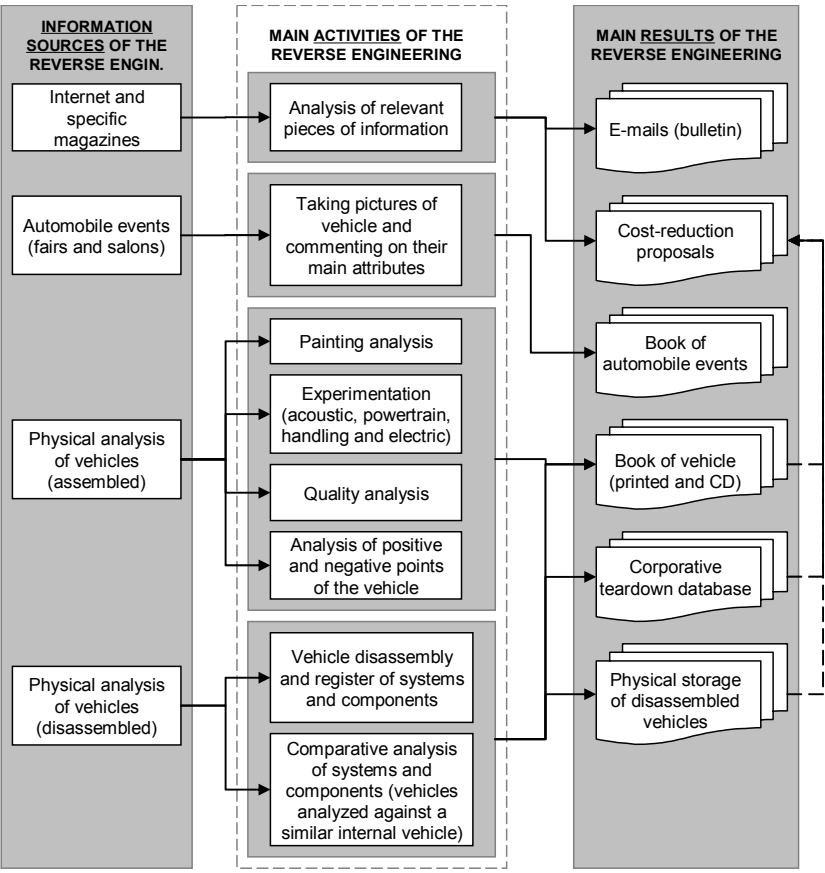 INFORMATION
SOURCES OF THE
REVERSE ENGIN.
Internet and
specific
magazines
Automobile events
(fairs and salons)
Physical analysis
of vehicles
(assembled)
Physical analysis
of vehicles
(disassembled)
MAIN ACTIVITIES OF THE
REVERSE ENGINEERING
Analysis of relevant
pieces of information
Taking pictures of
vehicle and
commenting on their
main attributes
Painting analysis
Experimentation
(acoustic, powertrain,
handling and electric)
Quality analysis
Analysis of positive
and negative points
of the vehicle
Vehicle disassembly
and register of systems
and components
Comparative analysis
of systems and
components (vehicles
analyzed against a
similar internal vehicle)
MAIN RESULTS OF THE
REVERSE ENGINEERING
E-mails (bulletin)
Cost-reduction
proposals
Book of
automobile events
Book of vehicle
(printed and CD)
Corporative
teardown database
Physical storage
of disassembled
vehicles